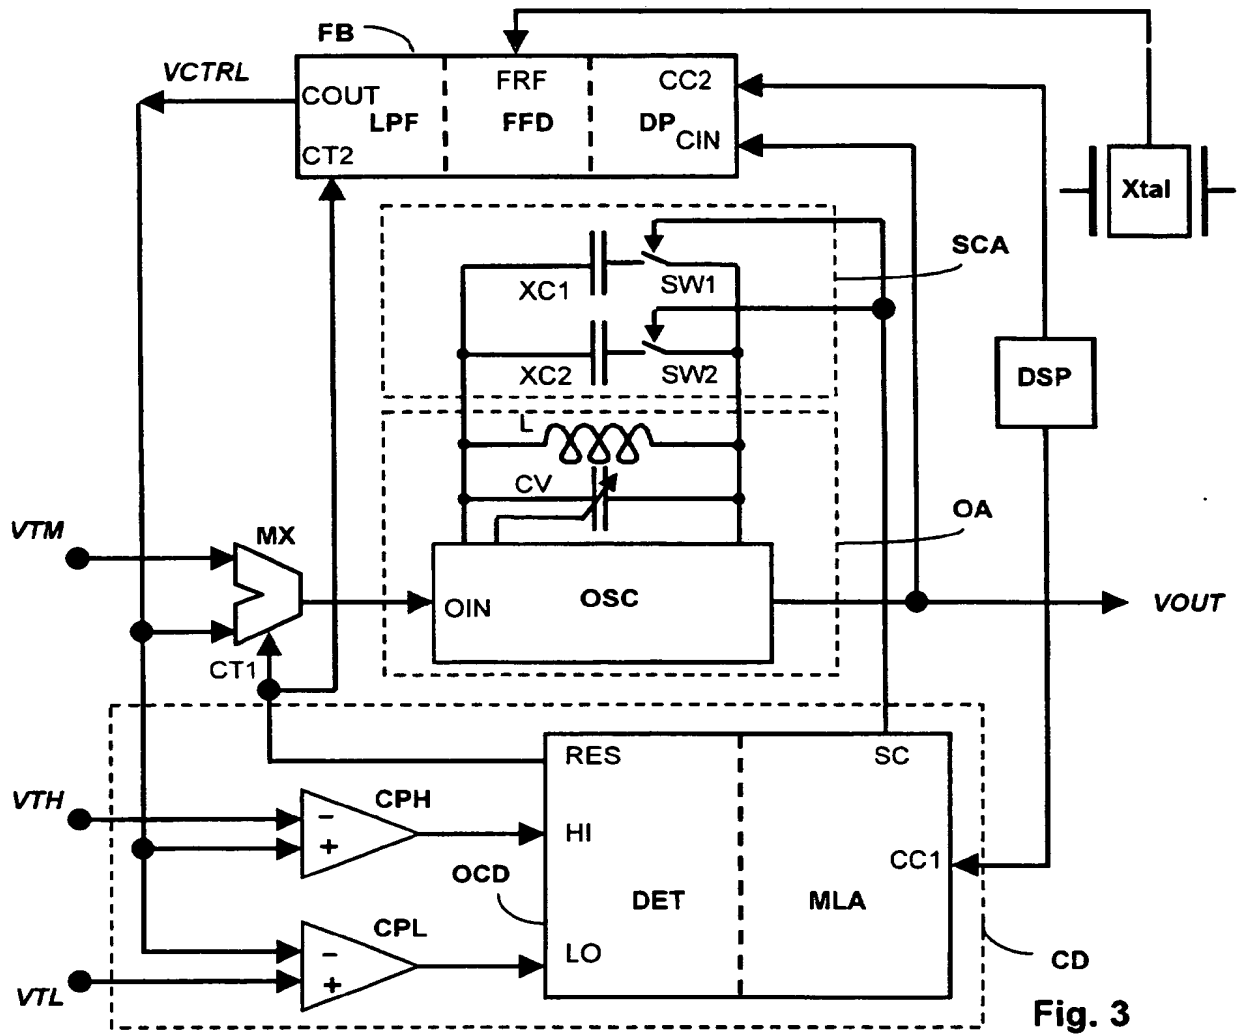 FB
VCTRL
COUT
LPF
FRF
FFD
CC2
DP
CIN
CT2
Xtal
XC1
SW1
SCA
XC2
SW2
DSP
L
CV
OA
VTM
MX
OIN
OSC
VOUT
CT1
RES
SC
VTH
CPH
-
+
HI
CC1
OCD
DET
MLA
CPL
-
+
LO
CD
VTL
Fig. 3